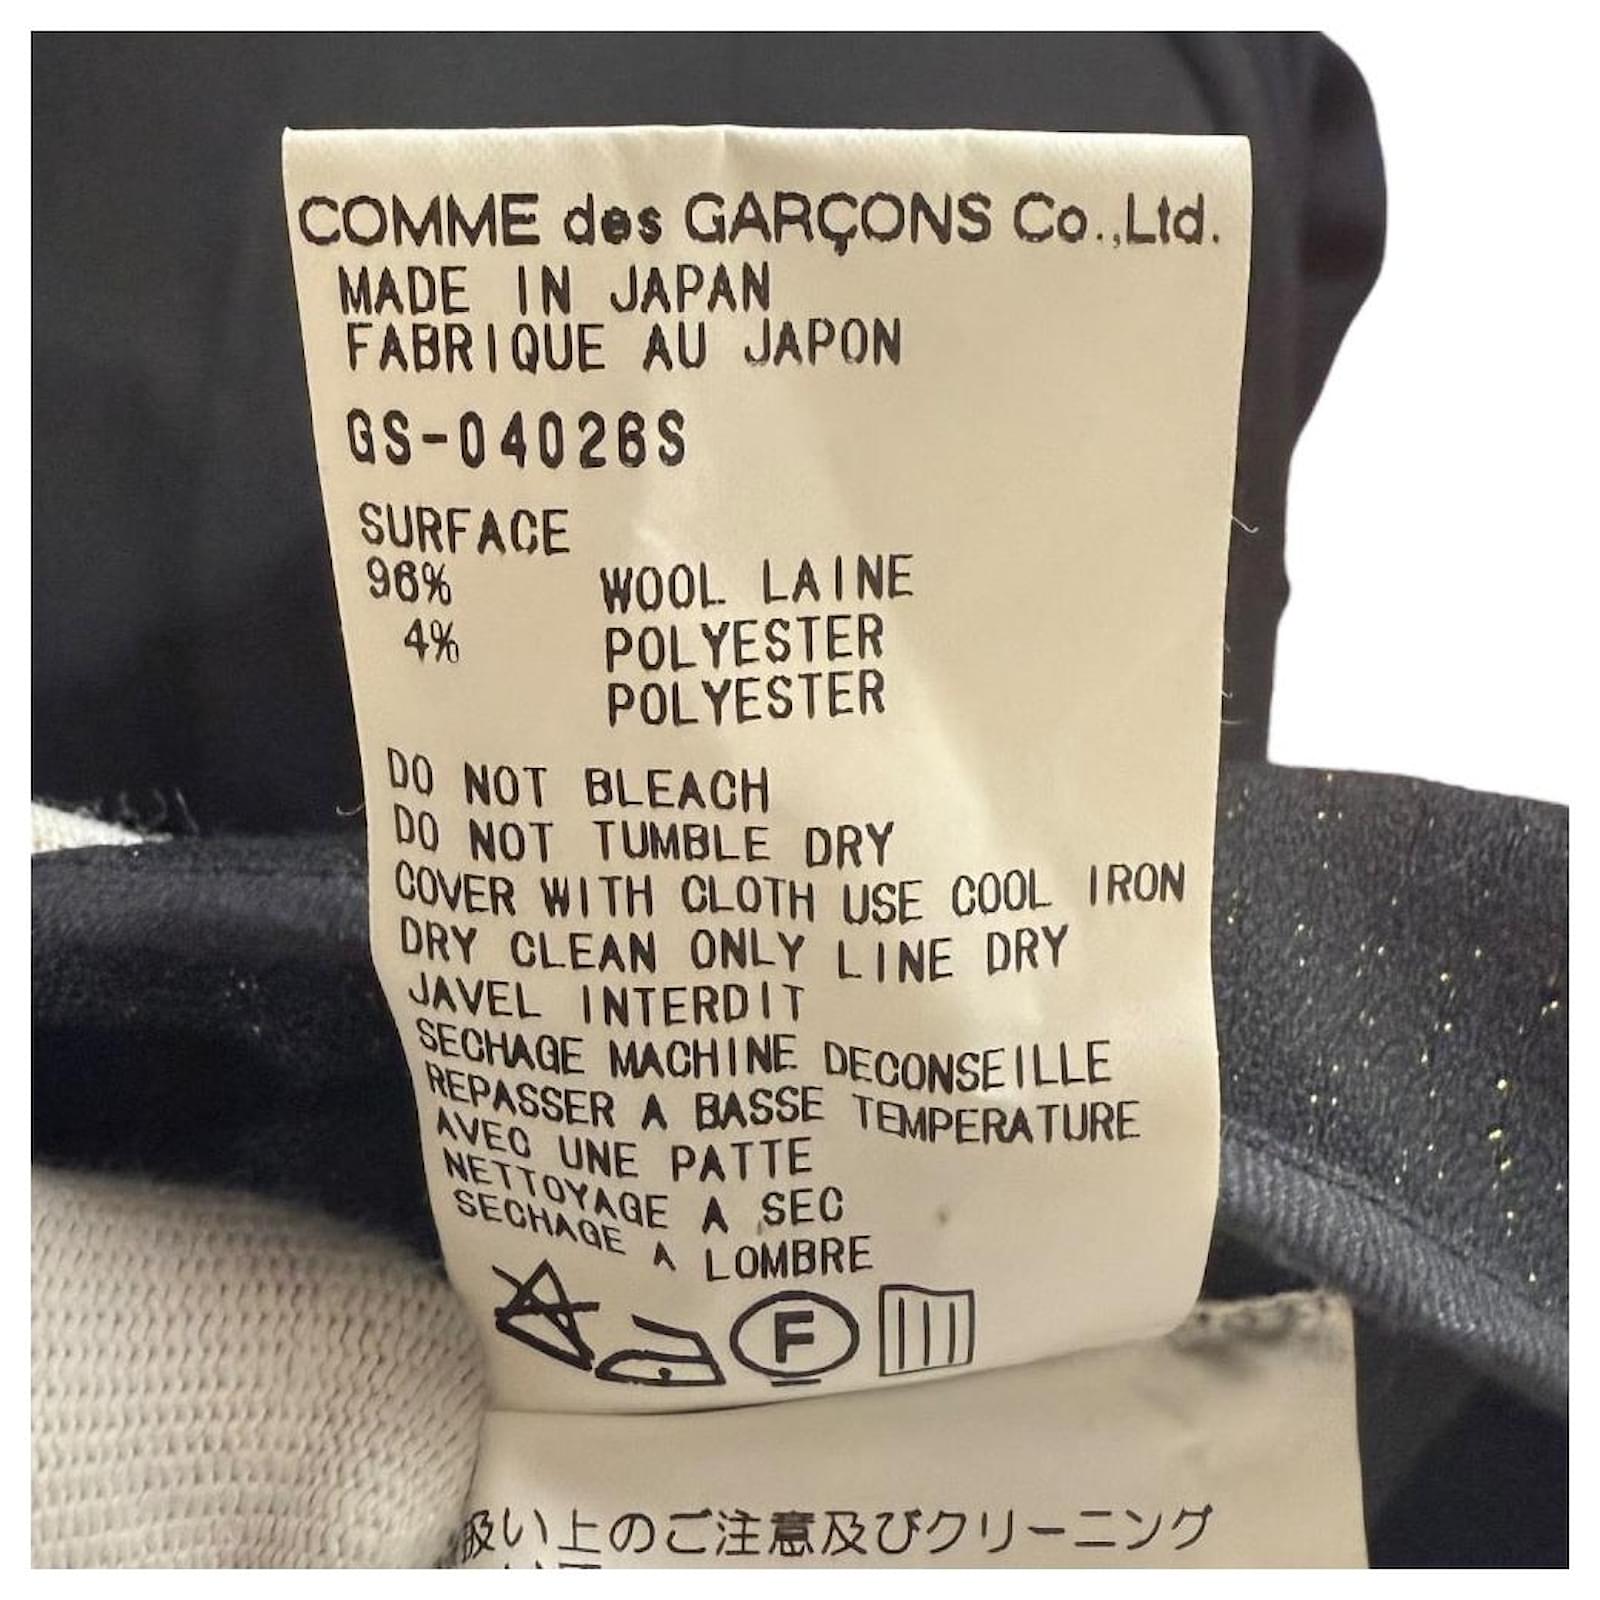 COMME des GARÇONS Co.,Ltd.
MADE IN JAPAN
FABRIQUE AU JAPON
GS-04026S
SURFACE
96% WOOL LAINE
4% POLYESTER
POLYESTER
DO NOT BLEACH
DO NOT TUMBLE DRY
COVER WITH CLOTH USE COOL IRON
DRY CLEAN ONLY LINE DRY
JAVEL INTERDIT
SECHAGE MACHINE DECONSEILLE
REPASSER A BASSE TEMPERATURE
AVEC UNE PATTE
NETTOYAGE A SEC
SECHAGE A LOMBRE
F
扱い上のご注意及びクリーニング